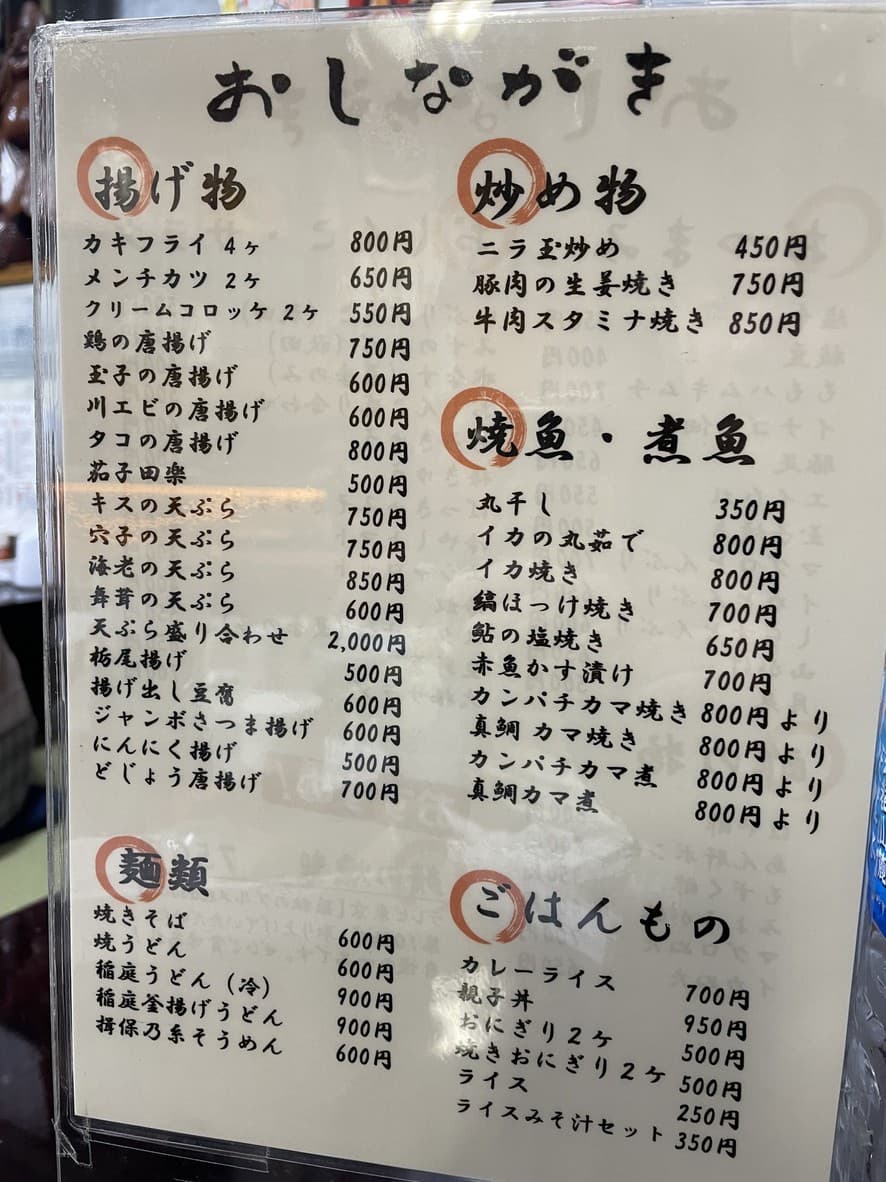 おしながき
揚げ物
カキフライ 4ヶ 800円
メンチカツ 2ヶ 650円
クリームコロッケ 2ヶ 550円
鶏の唐揚げ 750円
玉子の唐揚げ 600円
川エビの唐揚げ 600円
タコの唐揚げ 800円
茄子田楽 500円
キスの天ぷら 750円
穴子の天ぷら 750円
海老の天ぷら 850円
舞茸の天ぷら 600円
天ぷら盛り合わせ 2,000円
栃尾揚げ 500円
揚げ出し豆腐 600円
ジャンボさつま揚げ 600円
にんにく揚げ 500円
どじょう唐揚げ 700円
麺類
焼きそば 600円
焼うどん 600円
稲庭うどん (冷) 900円
稲庭釜揚げうどん 900円
揖保乃糸そうめん 600円
炒め物
ニラ玉炒め 450円
豚肉の生姜焼き 750円
牛肉スタミナ焼き 850円
焼魚・煮魚
丸干し 350円
イカの丸茹で 800円
イカ焼き 800円
縞ほっけ焼き 700円
鮎の塩焼き 650円
赤魚かす漬け 700円
カンパチカマ焼き 800円より
真鯛カマ焼き 800円より
カンパチカマ煮 800円より
真鯛カマ煮 800円より
ごはんもの
カレーライス 700円
親子丼 950円
おにぎり2ヶ 500円
焼きおにぎり2ヶ 500円
ライス 250円
ライスみそ汁セット 350円